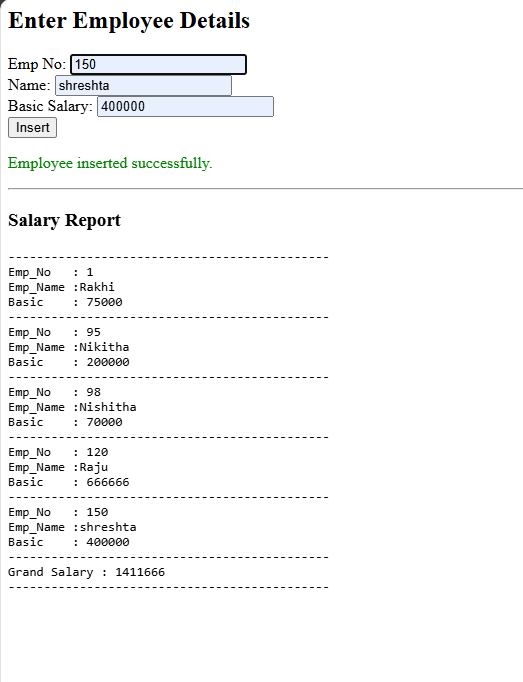 Enter Employee Details
Emp No: 150
Name: shreshta
Basic Salary: 400000
Insert
Employee inserted successfully.
Salary Report
---------------------------------------------
Emp_No   : 1
Emp_Name :Rakhi
Basic    : 75000
---------------------------------------------
Emp_No   : 95
Emp_Name :Nikitha
Basic    : 200000
---------------------------------------------
Emp_No   : 98
Emp_Name :Nishitha
Basic    : 70000
---------------------------------------------
Emp_No   : 120
Emp_Name :Raju
Basic    : 666666
---------------------------------------------
Emp_No   : 150
Emp_Name :shreshta
Basic    : 400000
---------------------------------------------
Grand Salary : 1411666
---------------------------------------------